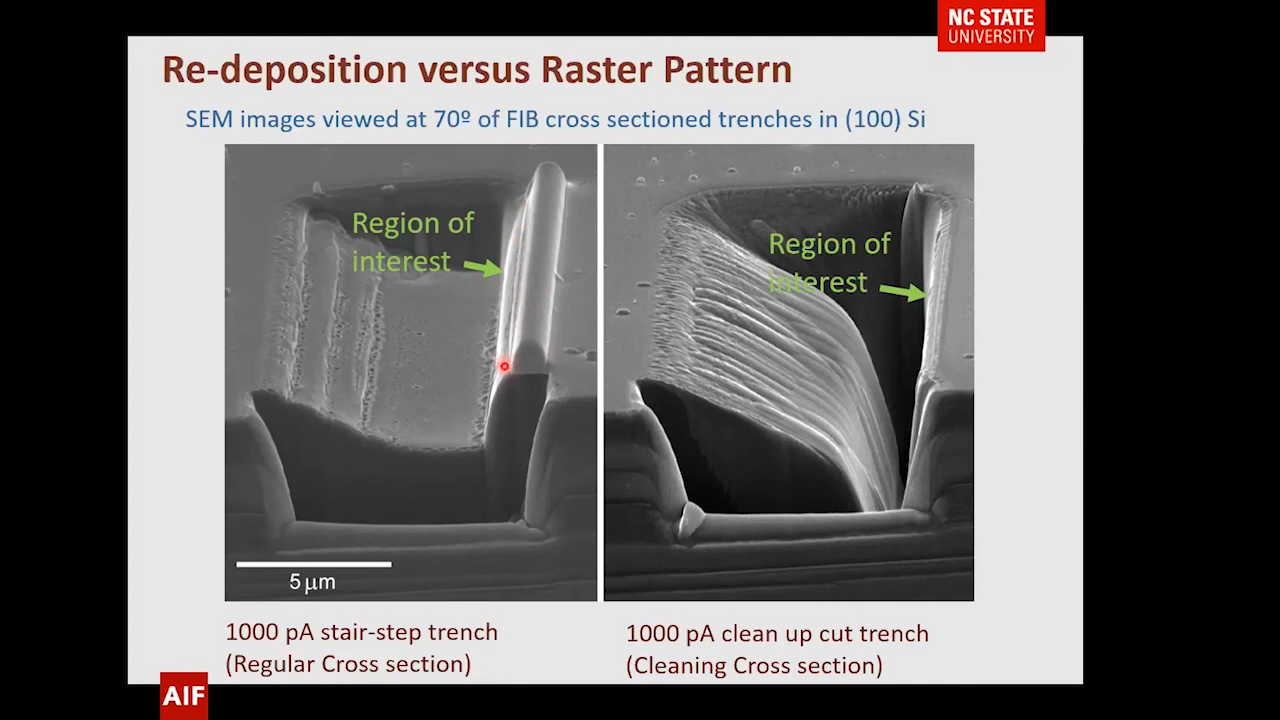 NC STATE
UNIVERSITY
Re-deposition versus Raster Pattern
SEM images viewed at 70º of FIB cross sectioned trenches in (100) Si
Region of
interest
Region of
interest
5 µm
1000 pA stair-step trench
(Regular Cross section)
1000 pA clean up cut trench
(Cleaning Cross section)
AIF